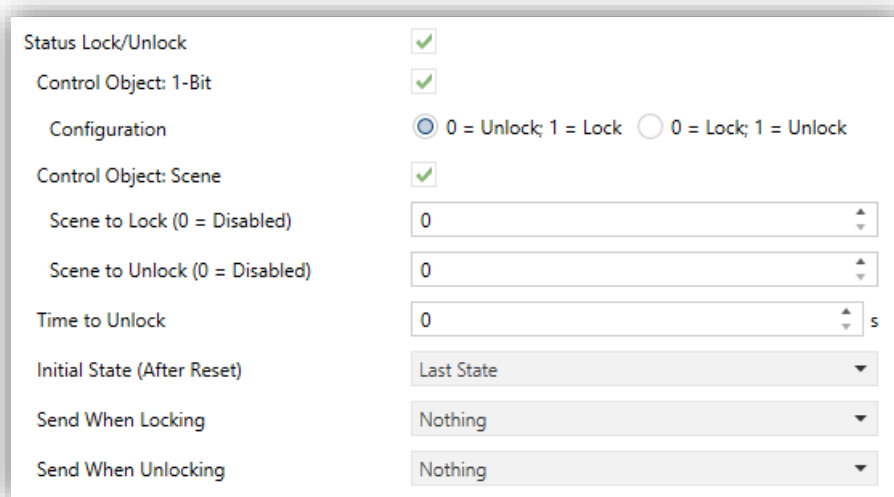 Status Lock/Unlock
Control Object: 1-Bit
Configuration 0 = Unlock; 1 = Lock 0 = Lock; 1 = Unlock
Control Object: Scene
Scene to Lock (0 = Disabled) 0
Scene to Unlock (0 = Disabled) 0
Time to Unlock 0 s
Initial State (After Reset) Last State
Send When Locking Nothing
Send When Unlocking Nothing